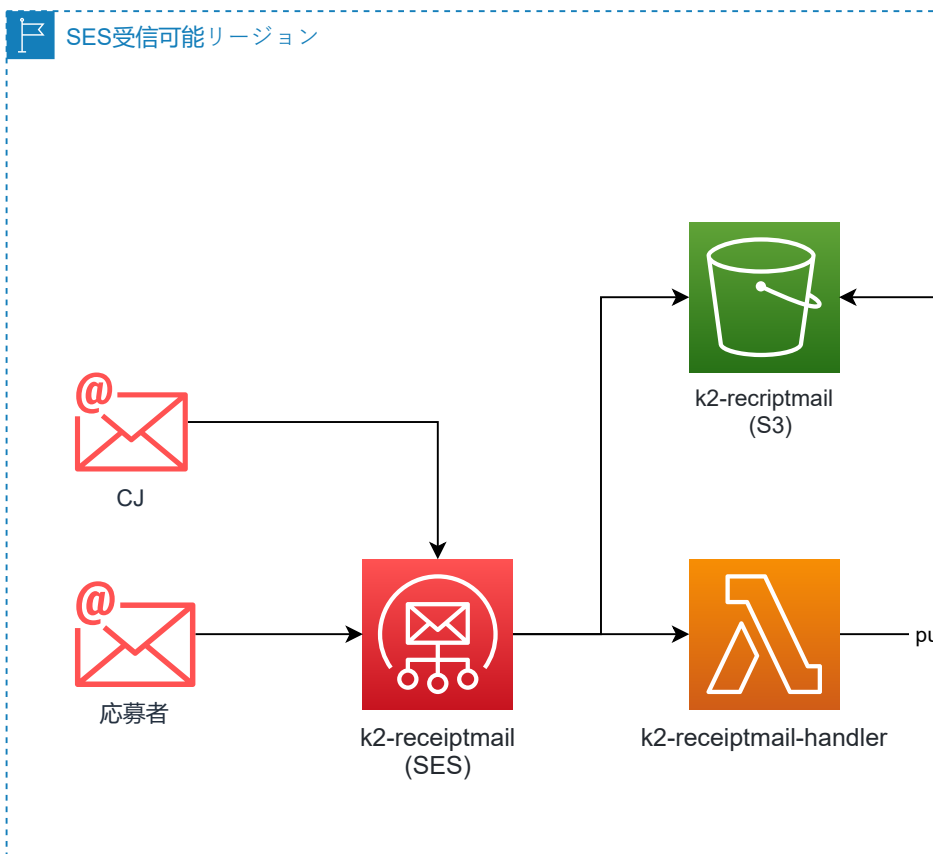 SES受信可能リージョン
k2-recriptmail
(S3)
@
CJ
@
応募者
k2-receiptmail
(SES)
k2-receiptmail-handler